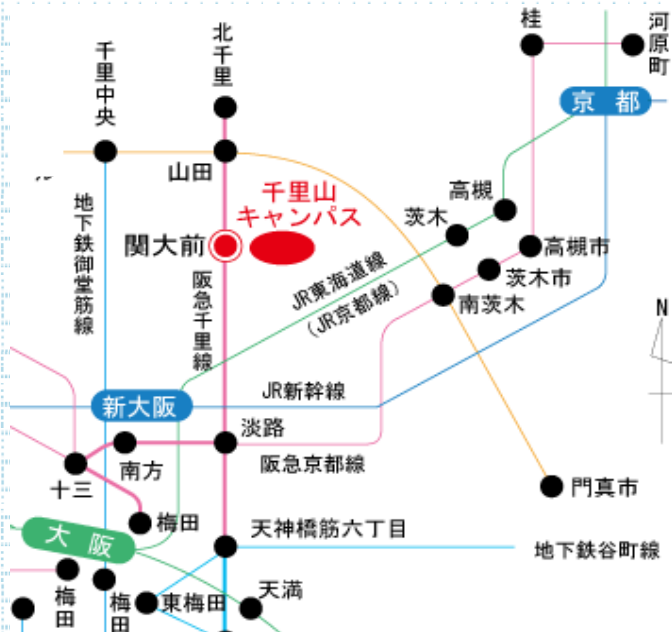 河原町
桂
北千里
千里中央
京 都
山田
千里山
キャンパス
高槻
茨木
地下鉄御堂筋線
関大前
高槻市
茨木市
JR東海道線
(JR京都線)
阪急千里線
南茨木
N
JR新幹線
新大阪
淡路
南方
阪急京都線
十三
門真市
梅田
天神橋筋六丁目
大 阪
地下鉄谷町線
梅田
梅田
東梅田
天満